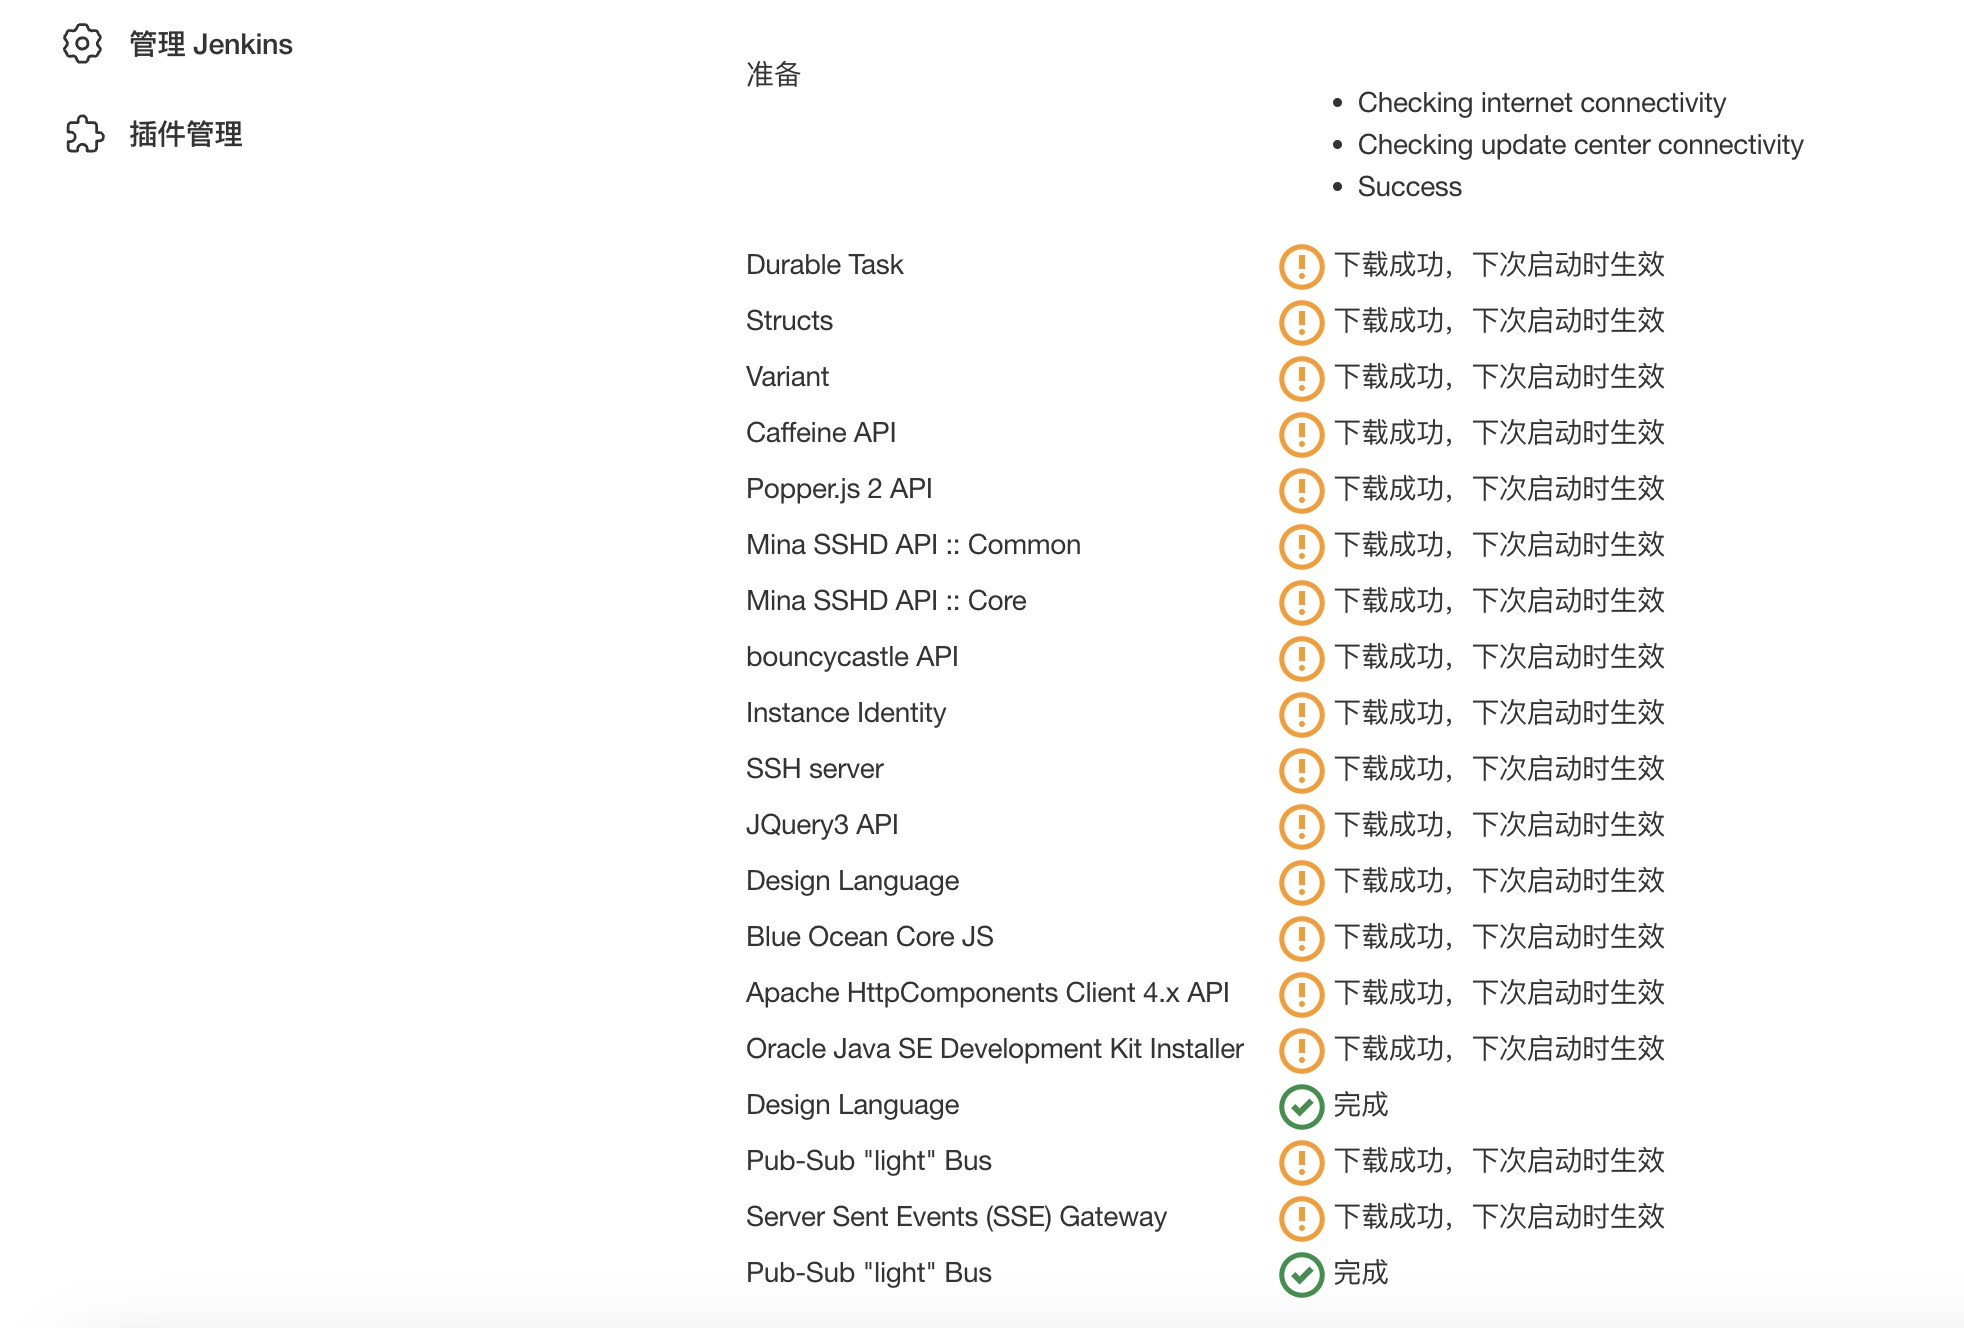 管理 Jenkins
插件管理
准备
Checking internet connectivity
Checking update center connectivity
Success
Durable Task 下载成功，下次启动时生效
Structs 下载成功，下次启动时生效
Variant 下载成功，下次启动时生效
Caffeine API 下载成功，下次启动时生效
Popper.js 2 API 下载成功，下次启动时生效
Mina SSHD API :: Common 下载成功，下次启动时生效
Mina SSHD API :: Core 下载成功，下次启动时生效
bouncycastle API 下载成功，下次启动时生效
Instance Identity 下载成功，下次启动时生效
SSH server 下载成功，下次启动时生效
JQuery3 API 下载成功，下次启动时生效
Design Language 下载成功，下次启动时生效
Blue Ocean Core JS 下载成功，下次启动时生效
Apache HttpComponents Client 4.x API 下载成功，下次启动时生效
Oracle Java SE Development Kit Installer 下载成功，下次启动时生效
Design Language 完成
Pub-Sub "light" Bus 下载成功，下次启动时生效
Server Sent Events (SSE) Gateway 下载成功，下次启动时生效
Pub-Sub "light" Bus 完成